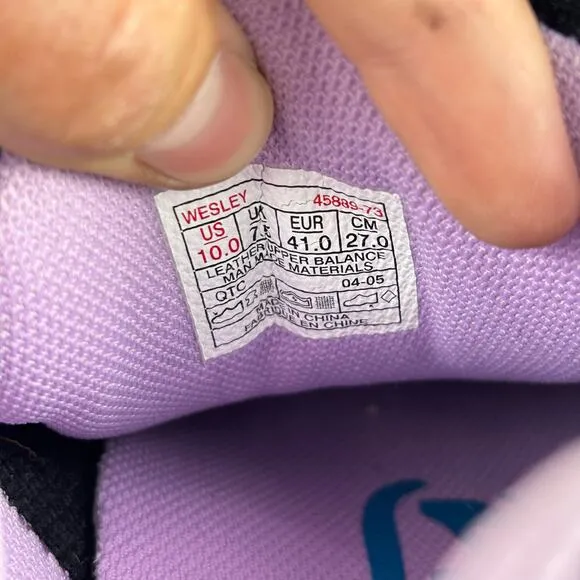 WESLEY 45889-73
US UK EUR CM
10.0 7.5 41.0 27.0
LEATHER UPPER BALANCE
MAN MADE MATERIALS
QTC 04-05
MADE IN CHINA
FABRIQUE EN CHINE